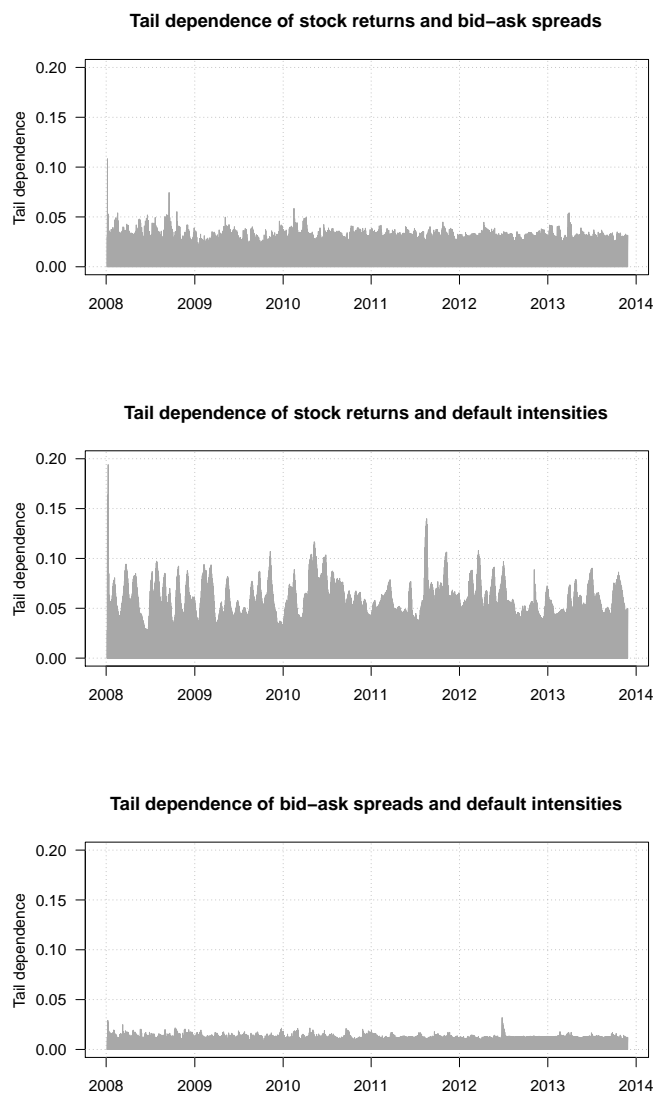 Tail dependence of stock returns and bid−ask spreads
Tail dependence
0.20
0.15
0.10
0.05
0.00
2008 2009 2010 2011 2012 2013 2014
Tail dependence of stock returns and default intensities
Tail dependence
0.20
0.15
0.10
0.05
0.00
2008 2009 2010 2011 2012 2013 2014
Tail dependence of bid−ask spreads and default intensities
Tail dependence
0.20
0.15
0.10
0.05
0.00
2008 2009 2010 2011 2012 2013 2014